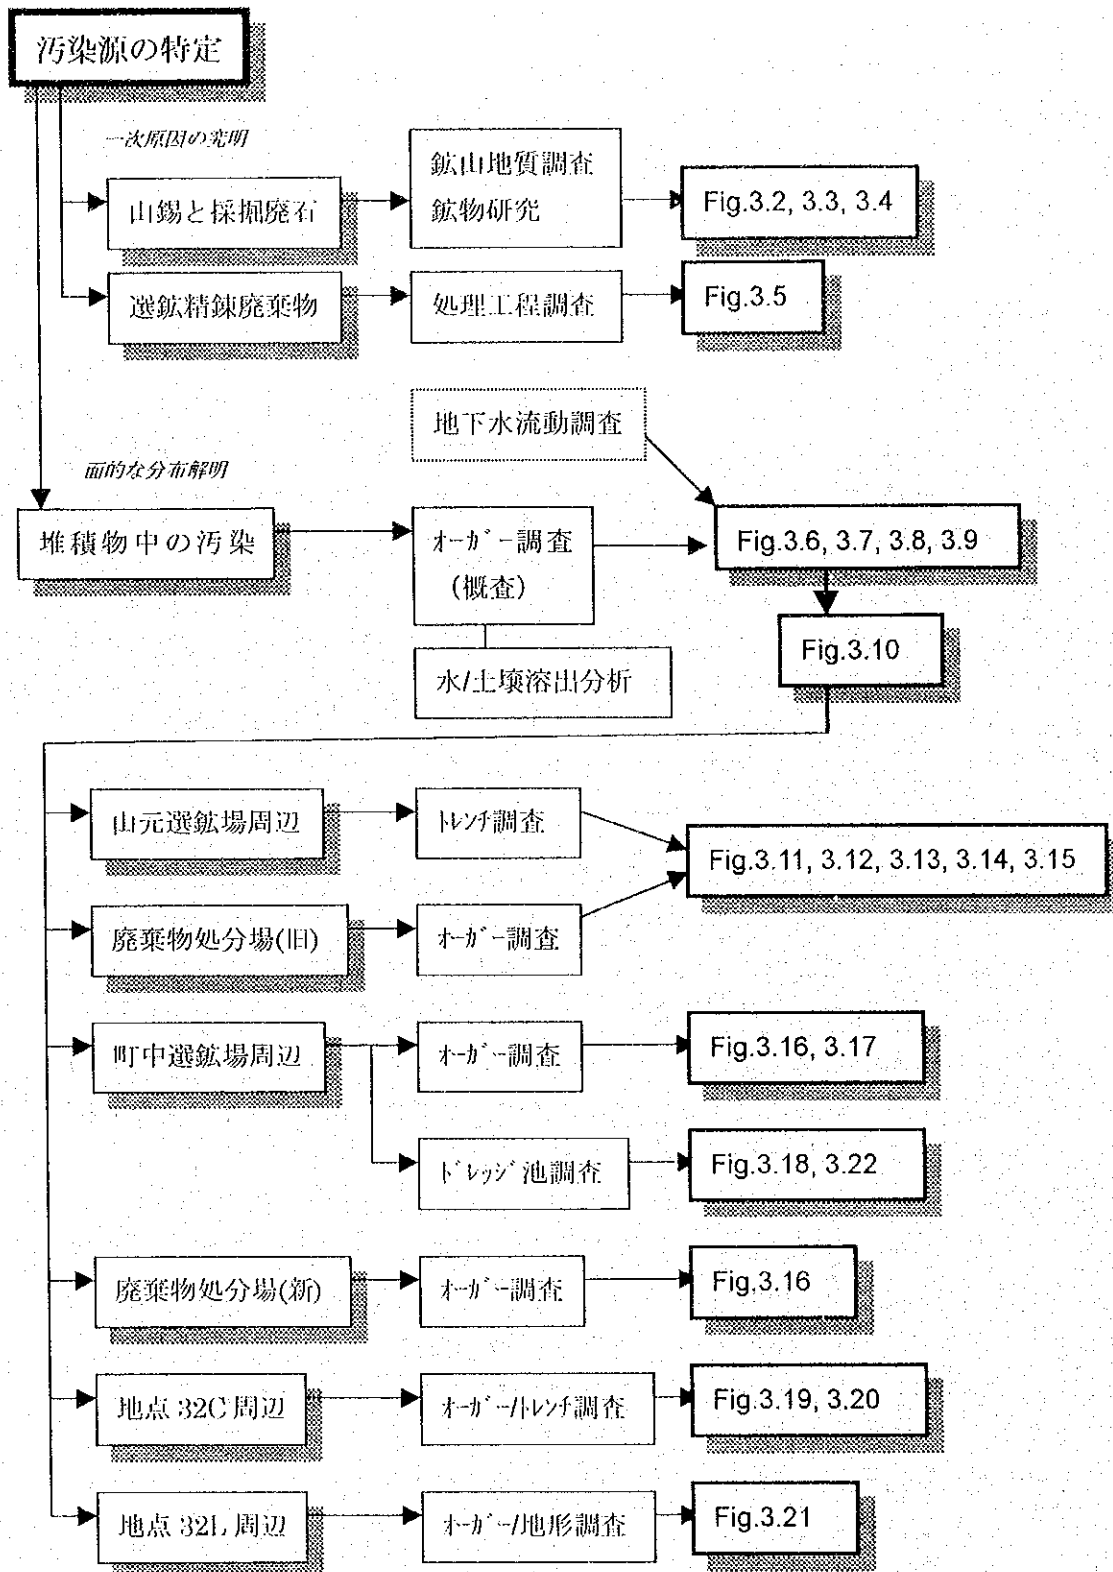 汚染源の特定
一次原因の究明
山錫と採掘廃石
鉱山地質調査
鉱物研究
Fig.3.2, 3.3, 3.4
選鉱精錬廃棄物
処理工程調査
Fig.3.5
地下水流動調査
面的な分布解明
堆積物中の汚染
オーガー調査
(概査)
Fig.3.6, 3.7, 3.8, 3.9
Fig.3.10
水/土壌溶出分析
山元選鉱場周辺
トレンチ調査
Fig.3.11, 3.12, 3.13, 3.14, 3.15
廃棄物処分場(旧)
オーガー調査
町中選鉱場周辺
オーガー調査
Fig.3.16, 3.17
ドレッジ池調査
Fig.3.18, 3.22
廃棄物処分場(新)
オーガー調査
Fig.3.16
地点 32C 周辺
オーガー/トレンチ調査
Fig.3.19, 3.20
地点 32L 周辺
オーガー/地形調査
Fig.3.21